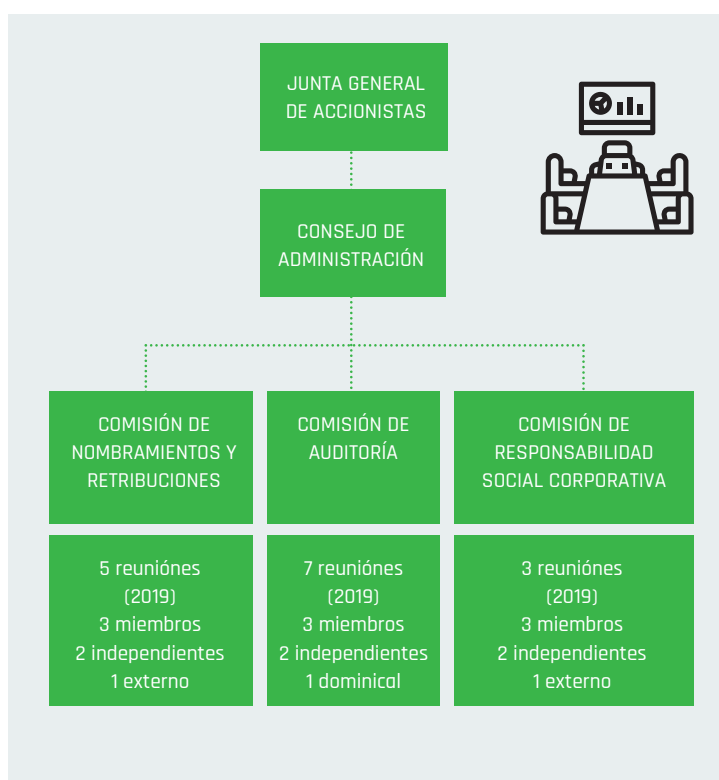 JUNTA GENERAL
DE ACCIONISTAS
CONSEJO DE
ADMINISTRACIÓN
COMISIÓN DE
NOMBRAMIENTOS Y
RETRIBUCIONES
COMISIÓN DE
AUDITORÍA
COMISIÓN DE
RESPONSABILIDAD
SOCIAL CORPORATIVA
5 reuniónes
(2019)
3 miembros
2 independientes
1 externo
7 reuniónes
(2019)
3 miembros
2 independientes
1 dominical
3 reuniónes
(2019)
3 miembros
2 independientes
1 externo